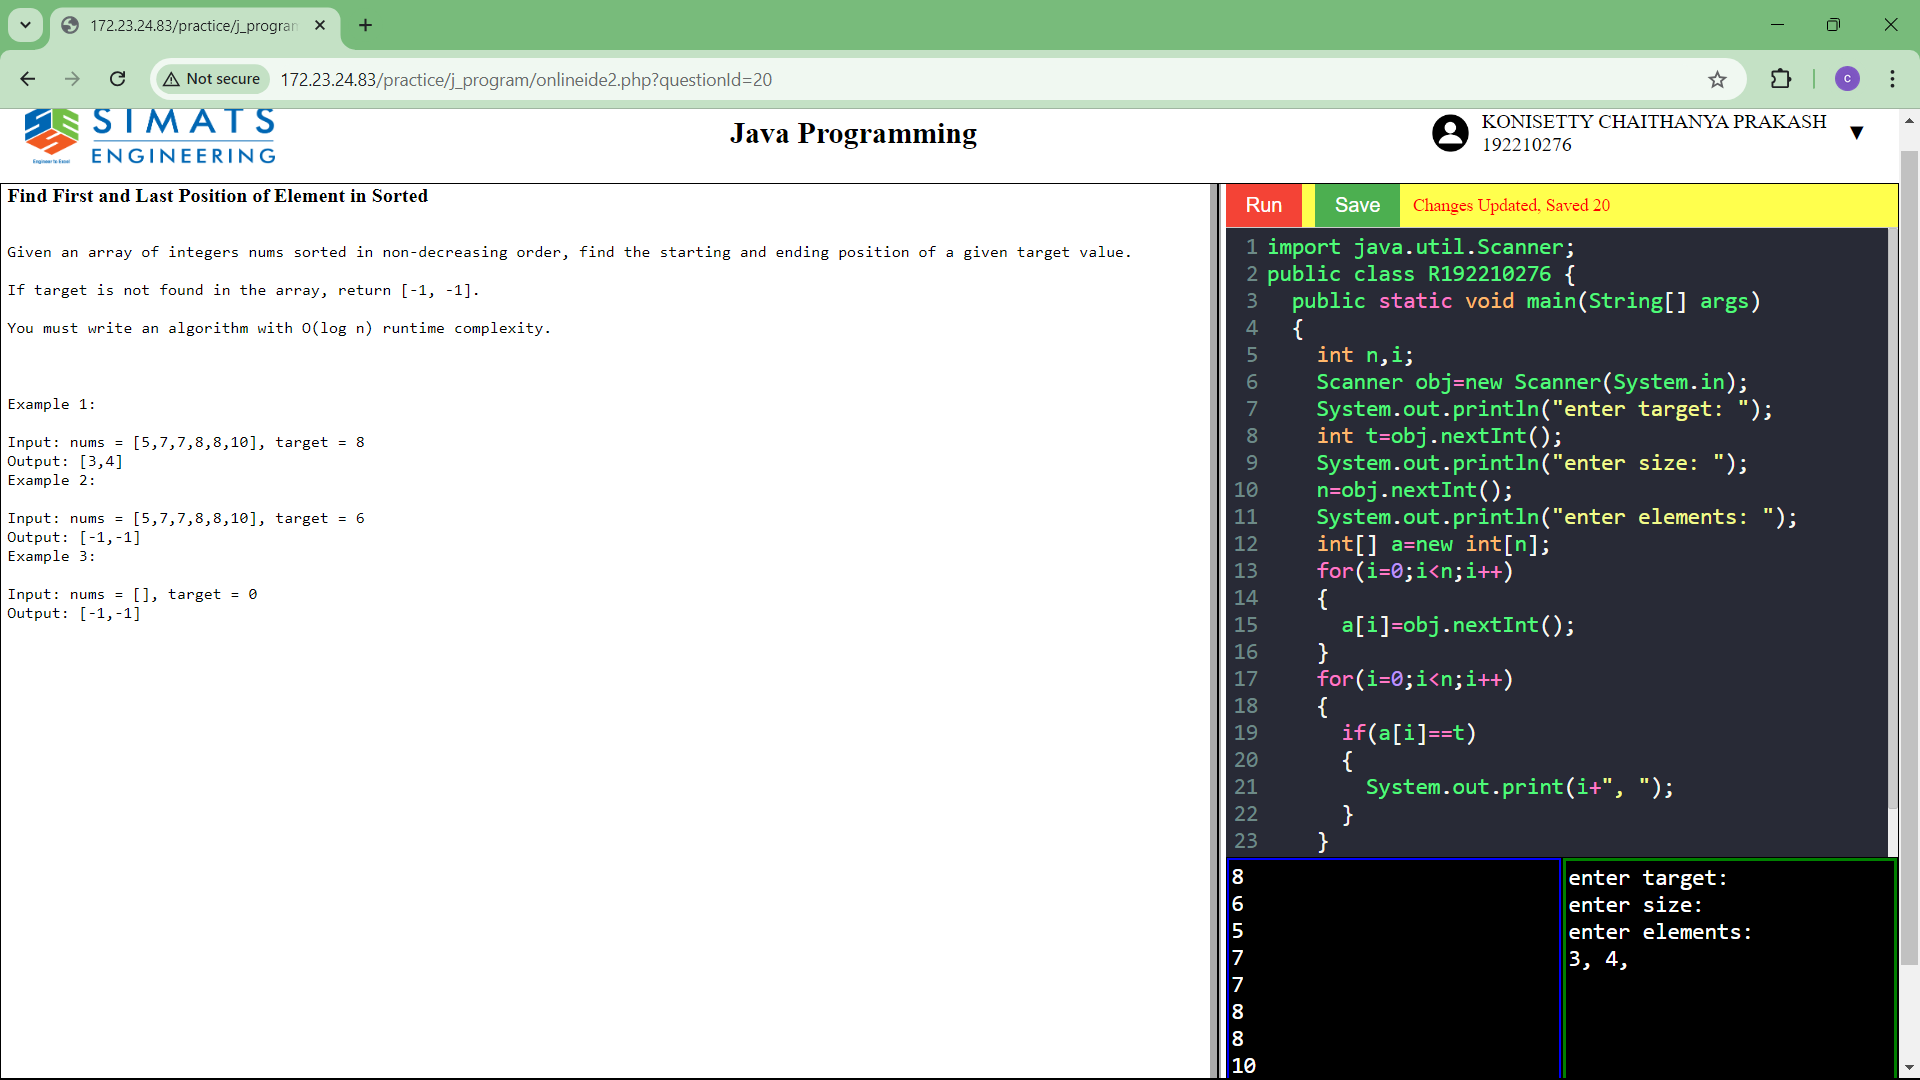 172.23.24.83/practice/j_progran
Not secure
172.23.24.83/practice/j_program/onlineide2.php?questionId=20
C
SIMATS
ENGINEERING
Engineer to Excel
Java Programming
KONISETTY CHAITHANYA PRAKASH
192210276
Find First and Last Position of Element in Sorted
Given an array of integers nums sorted in non-decreasing order, find the starting and ending position of a given target value.
If target is not found in the array, return [-1, -1].
You must write an algorithm with O(log n) runtime complexity.
Example 1:
Input: nums = [5,7,7,8,8,10], target = 8
Output: [3,4]
Example 2:
Input: nums = [5,7,7,8,8,10], target = 6
Output: [-1,-1]
Example 3:
Input: nums = [], target = 0
Output: [-1,-1]
Run
Save
Changes Updated, Saved 20
1 import java.util.Scanner;
2 public class R192210276 {
3 public static void main(String[] args)
4 {
5 int n,i;
6 Scanner obj=new Scanner(System.in);
7 System.out.println("enter target: ");
8 int t=obj.nextInt();
9 System.out.println("enter size: ");
10 n=obj.nextInt();
11 System.out.println("enter elements: ");
12 int[] a=new int[n];
13 for(i=0;i<n;i++)
14 {
15 a[i]=obj.nextInt();
16 }
17 for(i=0;i<n;i++)
18 {
19 if(a[i]==t)
20 {
21 System.out.print(i+", ");
22 }
23 }
8
6
5
7
7
8
8
10
enter target:
enter size:
enter elements:
3, 4,